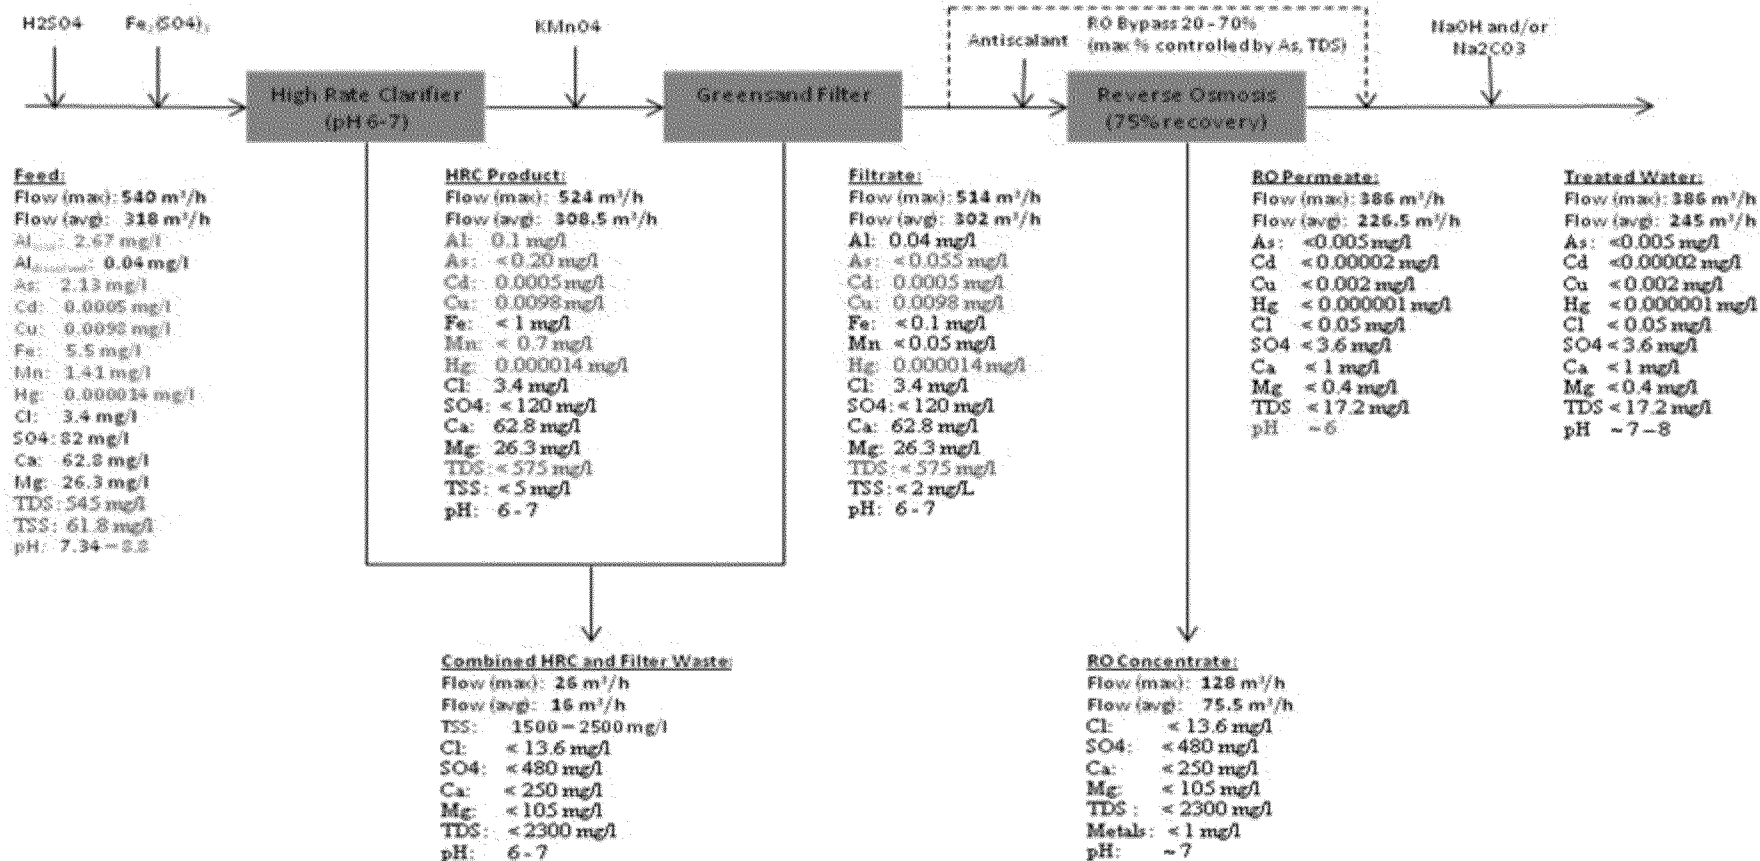 H2SO4
Fe2(SO4)3
KMnO4
Antiscalant
RO Bypass 20 - 70%
(max % controlled by As, TDS)
NaOH and/or
Na2CO3
High Rate Clarifier
(pH 6-7)
Greensand Filter
Reverse Osmosis
(75% recovery)
Feed:
Flow (max): 540 m³/h
Flow (avg): 318 m³/h
Al: 2.67 mg/l
Al dissolved: 0.04 mg/l
As: 2.13 mg/l
Cd: 0.0005 mg/l
Cu: 0.0098 mg/l
Fe: 5.5 mg/l
Mn: 1.41 mg/l
Hg: 0.000014 mg/l
Cl: 3.4 mg/l
SO4: 82 mg/l
Ca: 62.8 mg/l
Mg: 26.3 mg/l
TDS: 545 mg/l
TSS: 61.8 mg/l
pH: 7.34 – 8.8
HRC Product:
Flow (max): 524 m³/h
Flow (avg): 308.5 m³/h
Al: 0.1 mg/l
As: < 0.20 mg/l
Cd: 0.0005 mg/l
Cu: 0.0098 mg/l
Fe: < 1 mg/l
Mn: < 0.7 mg/l
Hg: 0.000014 mg/l
Cl: 3.4 mg/l
SO4: < 120 mg/l
Ca: 62.8 mg/l
Mg: 26.3 mg/l
TDS: < 575 mg/l
TSS: < 5 mg/l
pH: 6 - 7
Filtrate:
Flow (max): 514 m³/h
Flow (avg): 302 m³/h
Al: 0.04 mg/l
As: < 0.055 mg/l
Cd: 0.0005 mg/l
Cu: 0.0098 mg/l
Fe: < 0.1 mg/l
Mn < 0.05 mg/l
Hg: 0.000014 mg/l
Cl: 3.4 mg/l
SO4: < 120 mg/l
Ca: 62.8 mg/l
Mg: 26.3 mg/l
TDS: < 575 mg/l
TSS: < 2 mg/L
pH: 6 - 7
RO Permeate:
Flow (max): 386 m³/h
Flow (avg): 226.5 m³/h
As: <0.005 mg/l
Cd < 0.00002 mg/l
Cu < 0.002 mg/l
Hg < 0.000001 mg/l
Cl < 0.05 mg/l
SO4 < 3.6 mg/l
Ca < 1 mg/l
Mg < 0.4 mg/l
TDS < 17.2 mg/l
pH ~ 6
Treated Water:
Flow (max): 386 m³/h
Flow (avg): 245 m³/h
As: <0.005 mg/l
Cd <0.00002 mg/l
Cu < 0.002 mg/l
Hg < 0.000001 mg/l
Cl < 0.05 mg/l
SO4 < 3.6 mg/l
Ca < 1 mg/l
Mg < 0.4 mg/l
TDS < 17.2 mg/l
pH ~ 7 – 8
Combined HRC and Filter Waste:
Flow (max): 26 m³/h
Flow (avg): 16 m³/h
TSS: 1500 – 2500 mg/l
Cl: < 13.6 mg/l
SO4: < 480 mg/l
Ca: < 250 mg/l
Mg: < 105 mg/l
TDS: < 2300 mg/l
pH: 6 - 7
RO Concentrate:
Flow (max): 128 m³/h
Flow (avg): 75.5 m³/h
Cl: < 13.6 mg/l
SO4: < 480 mg/l
Ca: < 250 mg/l
Mg: < 105 mg/l
TDS : < 2300 mg/l
Metals: < 1 mg/l
pH: ~ 7